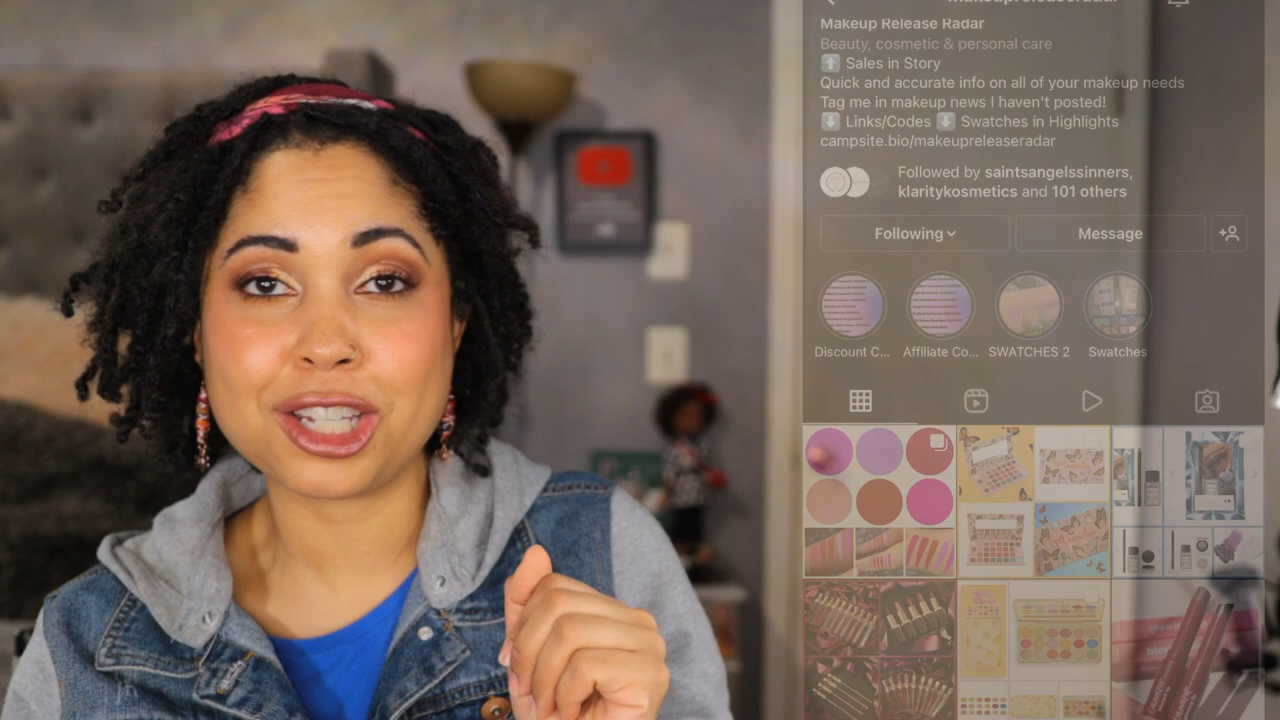 makeupreleaseradar
Makeup Release Radar
Beauty, cosmetic & personal care
Sales in Story
Quick and accurate info on all of your makeup needs
Tag me in makeup news I haven't posted!
Links/Codes Swatches in Highlights
campsite.bio/makeupreleaseradar
Followed by saintsangelssinners,
klaritykosmetics and 101 others
Following Message
Discount C... Affiliate Co... SWATCHES 2 Swatches